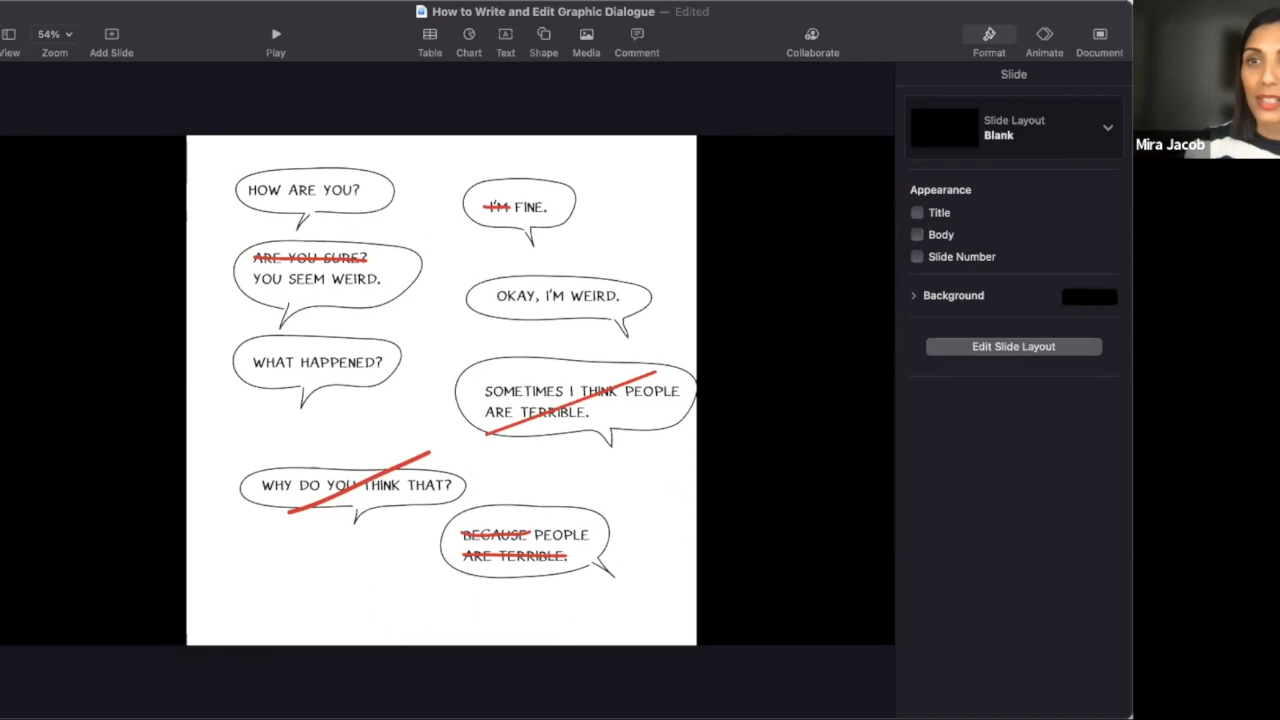 How to Write and Edit Graphic Dialogue — Edited
View
54%
Zoom
Add Slide
Play
Table
Chart
Text
Shape
Media
Comment
Collaborate
Format
Animate
Document
Slide
Slide Layout
Blank
Appearance
Title
Body
Slide Number
Background
Edit Slide Layout
Mira Jacob
HOW ARE YOU?
I'M FINE.
ARE YOU SURE?
YOU SEEM WEIRD.
OKAY, I'M WEIRD.
WHAT HAPPENED?
SOMETIMES I THINK PEOPLE
ARE TERRIBLE.
WHY DO YOU THINK THAT?
BECAUSE PEOPLE
ARE TERRIBLE.